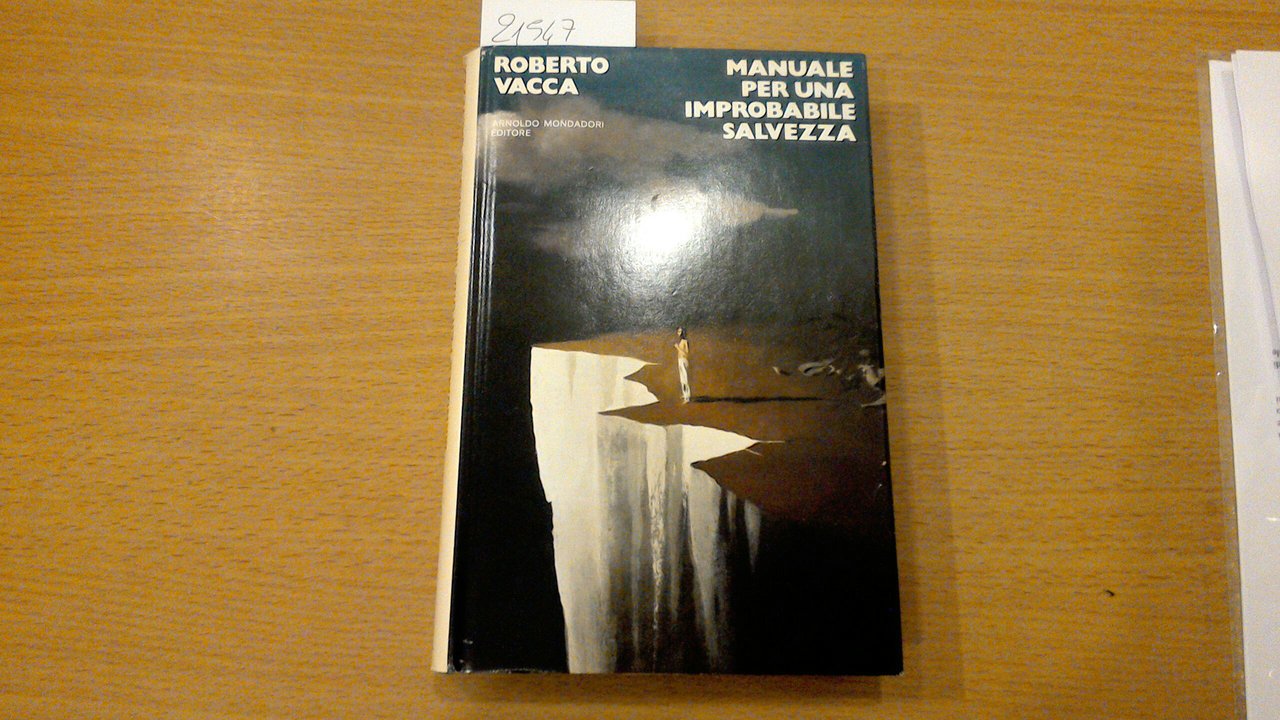 21547
ROBERTO
VACCA
ARNOLDO MONDADORI
EDITORE
MANUALE
PER UNA
IMPROBABILE
SALVEZZA